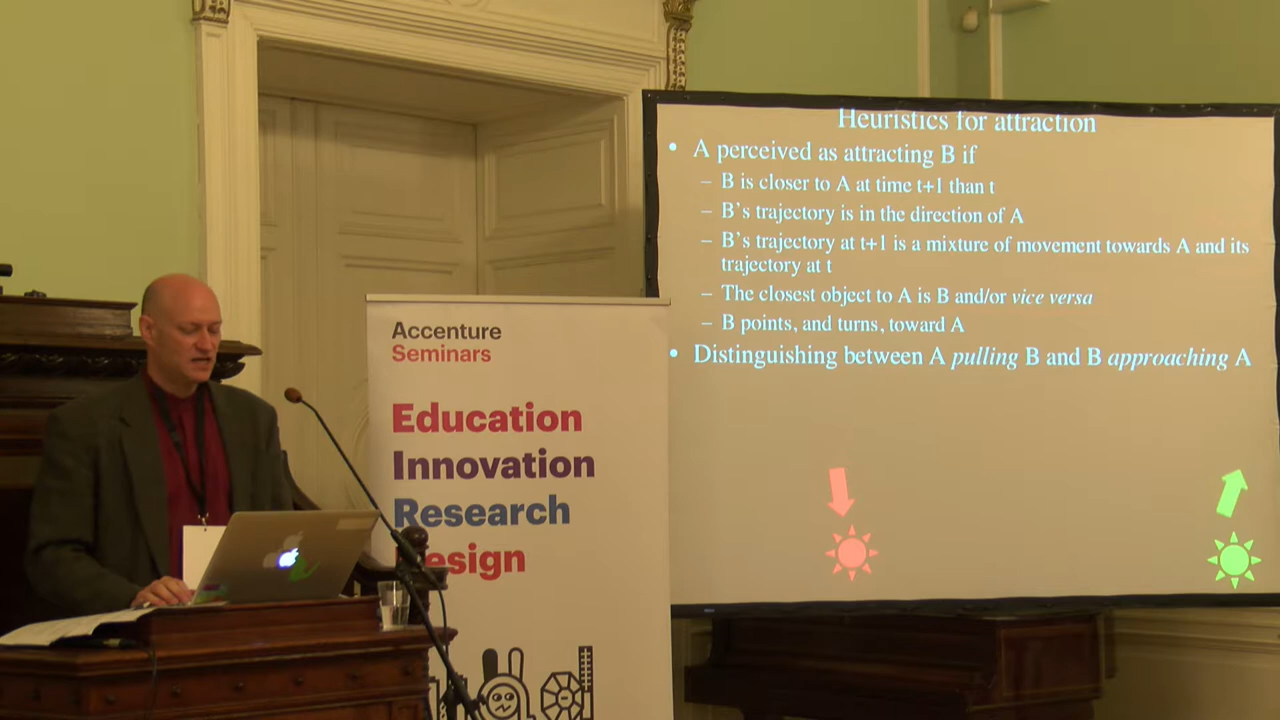 Heuristics for attraction
• A perceived as attracting B if
– B is closer to A at time t+1 than t
– B's trajectory is in the direction of A
– B's trajectory at t+1 is a mixture of movement towards A and its
trajectory at t
– The closest object to A is B and/or vice versa
– B points, and turns, toward A
• Distinguishing between A pulling B and B approaching A
Accenture
Seminars
Education
Innovation
Research
Design